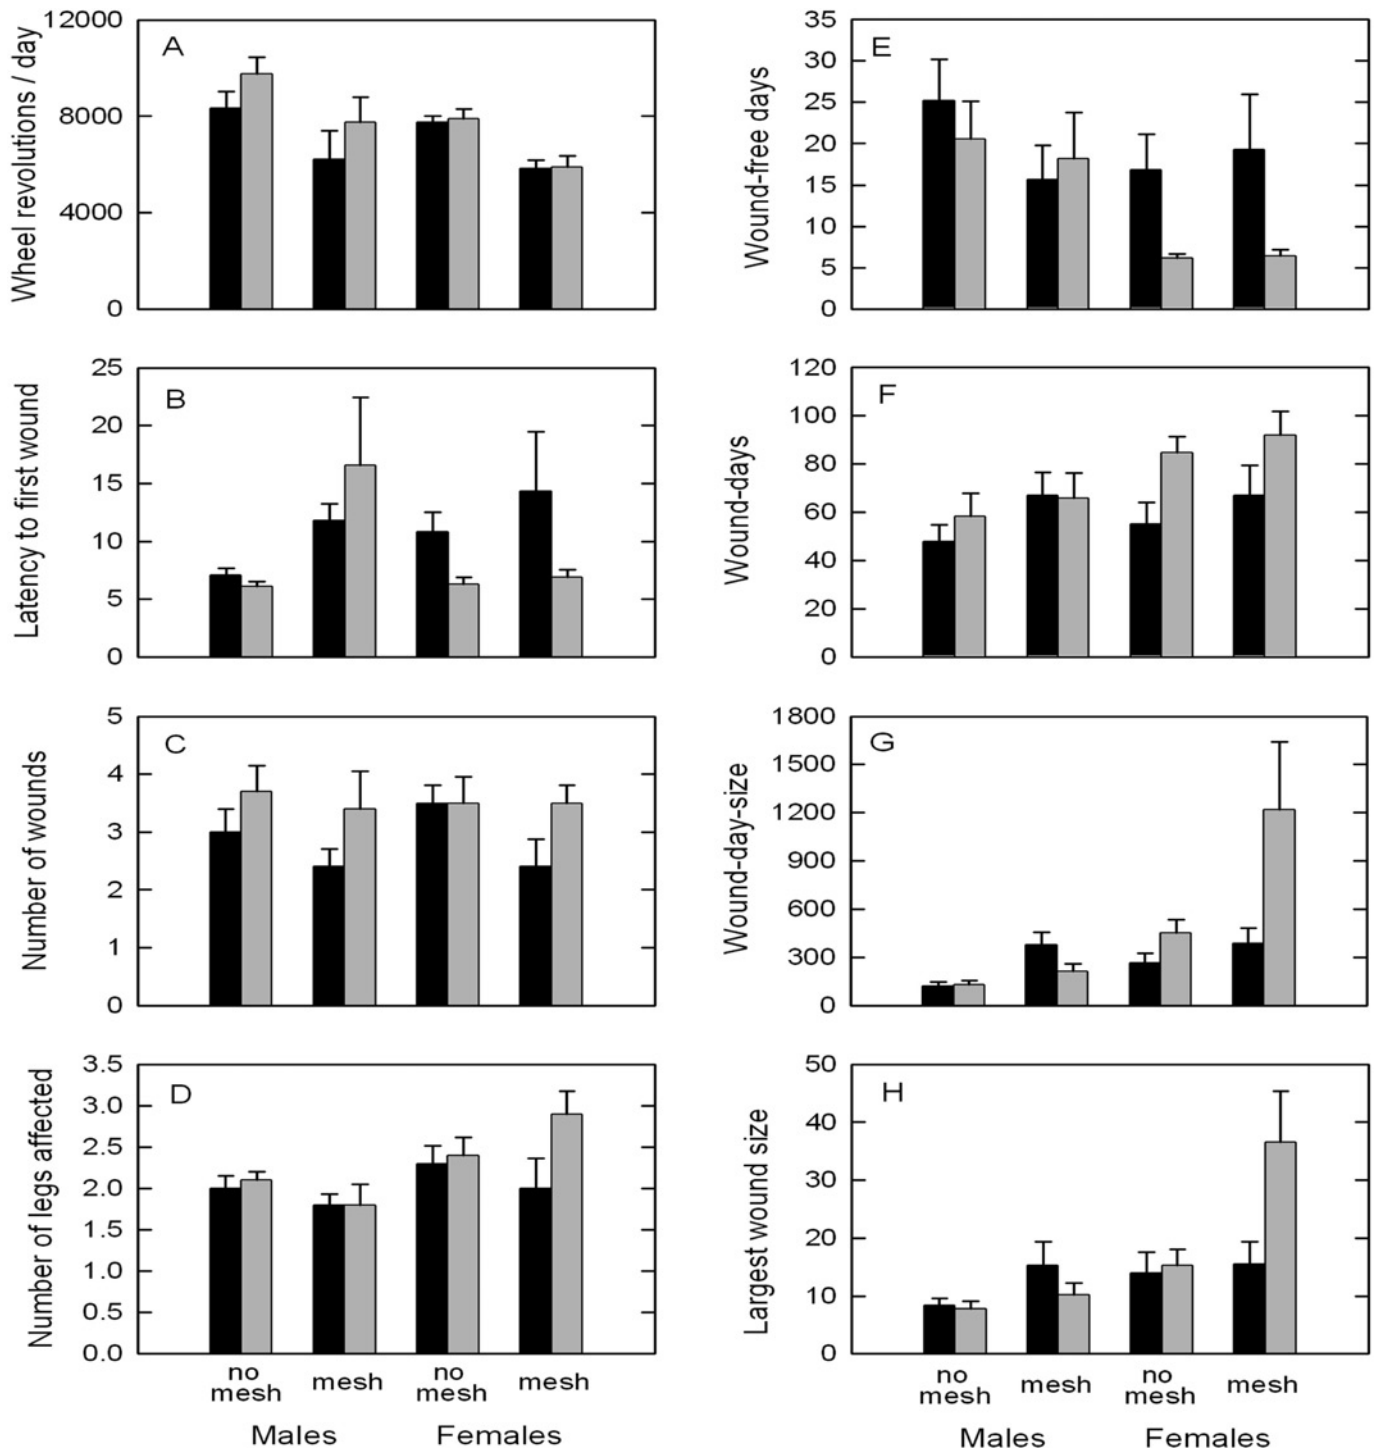 A
Wheel revolutions / day
12000
8000
4000
0
E
Wound-free days
35
30
25
20
15
10
5
0
B
Latency to first wound
25
20
15
10
5
0
F
Wound-days
120
100
80
60
40
20
0
C
Number of wounds
5
4
3
2
1
0
G
Wound-day-size
1800
1500
1200
900
600
300
0
D
Number of legs affected
3.5
3.0
2.5
2.0
1.5
1.0
0.5
0.0
no mesh
mesh
no mesh
mesh
Males
Females
H
Largest wound size
50
40
30
20
10
0
no mesh
mesh
no mesh
mesh
Males
Females